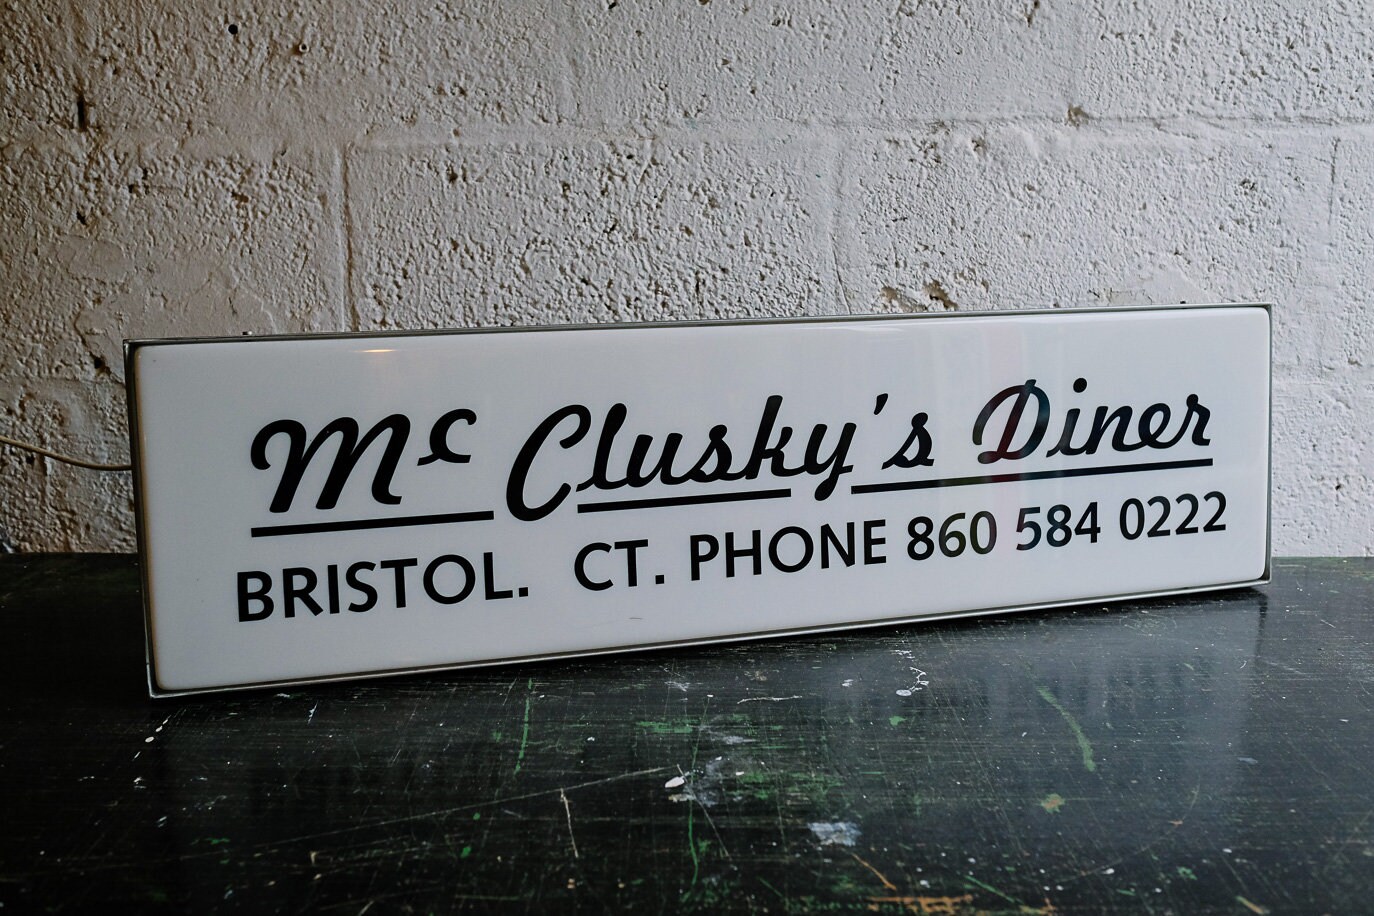 Mc Clusky's Diner
BRISTOL. CT. PHONE 860 584 0222